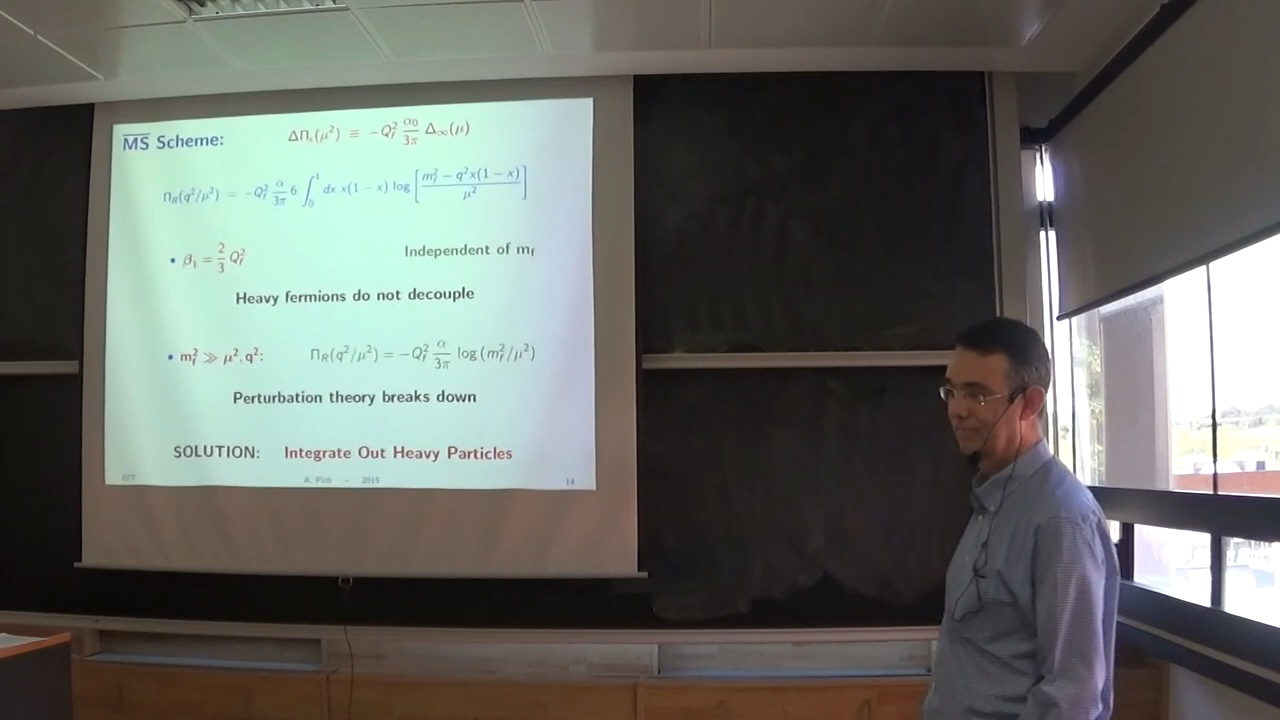 MS Scheme: ΔΠₑ(μ²) ≡ −Q_f² α₀/3π Δ_∞(μ)
Π_R(q²/μ²) = −Q_f² α/3π 6 ∫₀¹ dx x(1 − x) log [ m_f² − q²x(1 − x) / μ² ]
• β₁ = 2/3 Q_f² Independent of m_f
Heavy fermions do not decouple
• m_f² ≫ μ², q²: Π_R(q²/μ²) = −Q_f² α/3π log (m_f²/μ²)
Perturbation theory breaks down
SOLUTION: Integrate Out Heavy Particles
EFT A. Pich - 2015 14